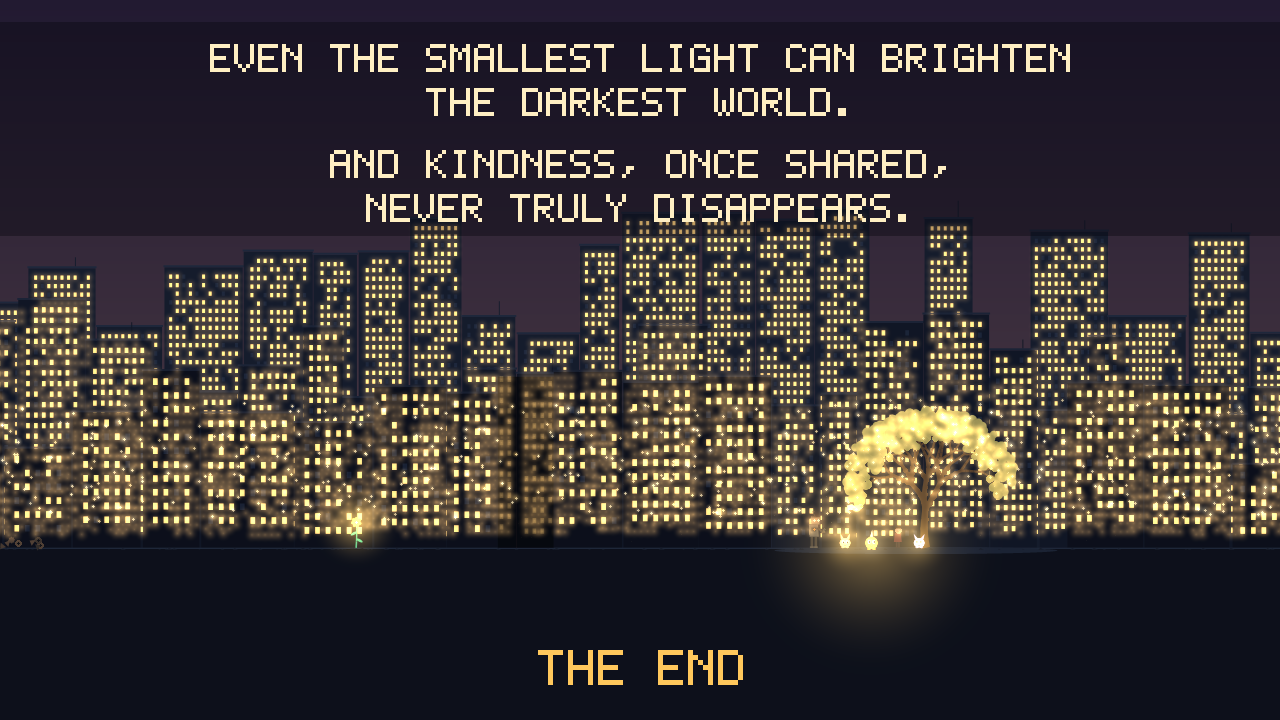 EVEN THE SMALLEST LIGHT CAN BRIGHTEN
THE DARKEST WORLD.
AND KINDNESS, ONCE SHARED,
NEVER TRULY DISAPPEARS.
THE END